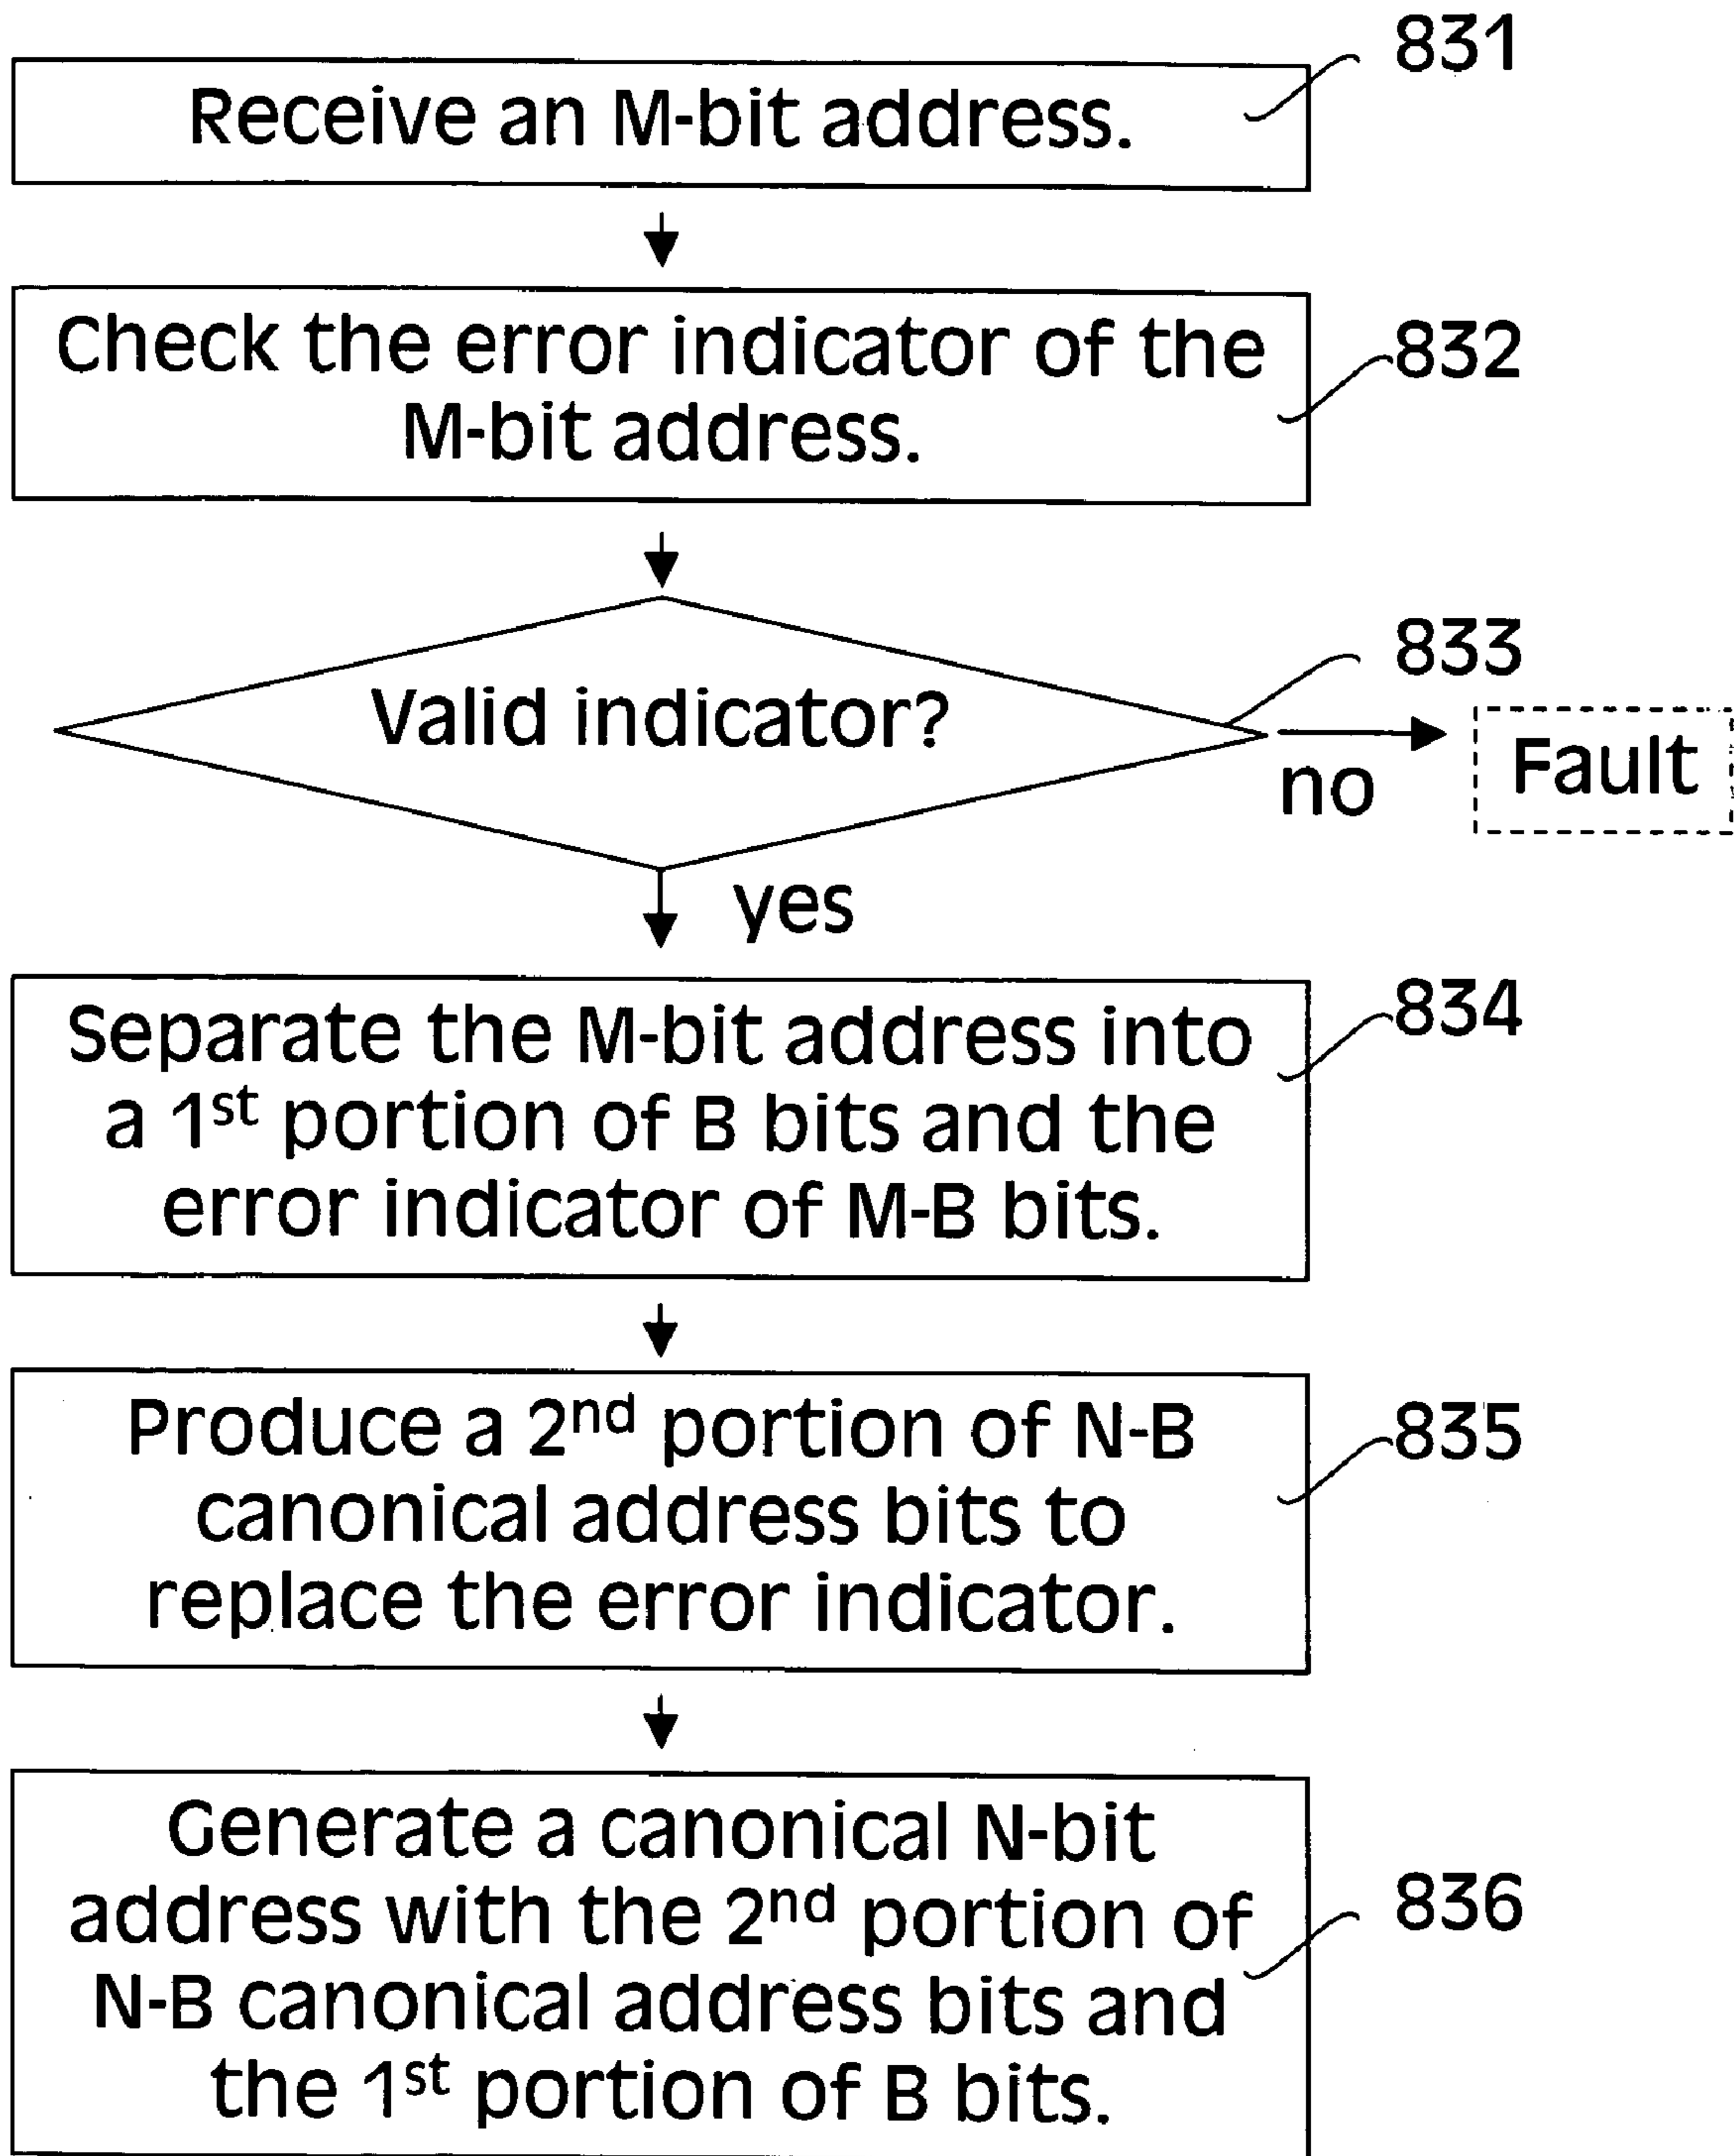 831
Receive an M-bit address.
Check the error indicator of the
M-bit address.
832
833
Valid indicator?
no
Fault
yes
Separate the M-bit address into
a 1st portion of B bits and the
error indicator of M-B bits.
834
Produce a 2nd portion of N-B
canonical address bits to
replace the error indicator.
835
Generate a canonical N-bit
address with the 2nd portion of
N-B canonical address bits and
the 1st portion of B bits.
836